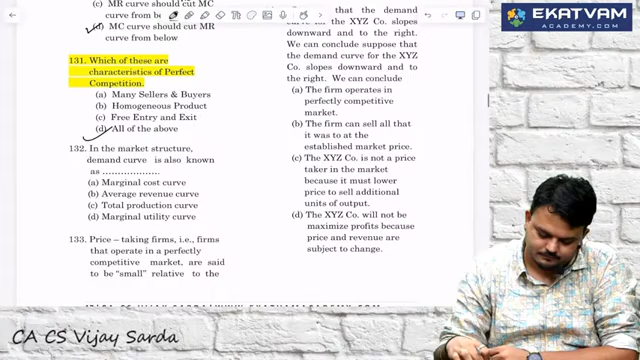 (c) MR curve should cut MC
curve from below
(d) MC curve should cut MR
curve from below
131. Which of these are
characteristics of Perfect
Competition.
(a) Many Sellers & Buyers
(b) Homogeneous Product
(c) Free Entry and Exit
(d) All of the above
132. In the market structure,
demand curve is also known
as ...................
(a) Marginal cost curve
(b) Average revenue curve
(c) Total production curve
(d) Marginal utility curve
133. Price – taking firms, i.e., firms
that operate in a perfectly
competitive market, are said
to be "small" relative to the
that the demand
curve for the XYZ Co. slopes
downward and to the right.
We can conclude suppose that
the demand curve for the XYZ
Co. slopes downward and to
the right. We can conclude
(a) The firm operates in
perfectly competitive
market.
(b) The firm can sell all that
it was to at the
established market price.
(c) The XYZ Co. is not a price
taker in the market
because it must lower
price to sell additional
units of output.
(d) The XYZ Co. will not be
maximize profits because
price and revenue are
subject to change.
EKATVAM
ACADEMY.COM
CA CS Vijay Sarda